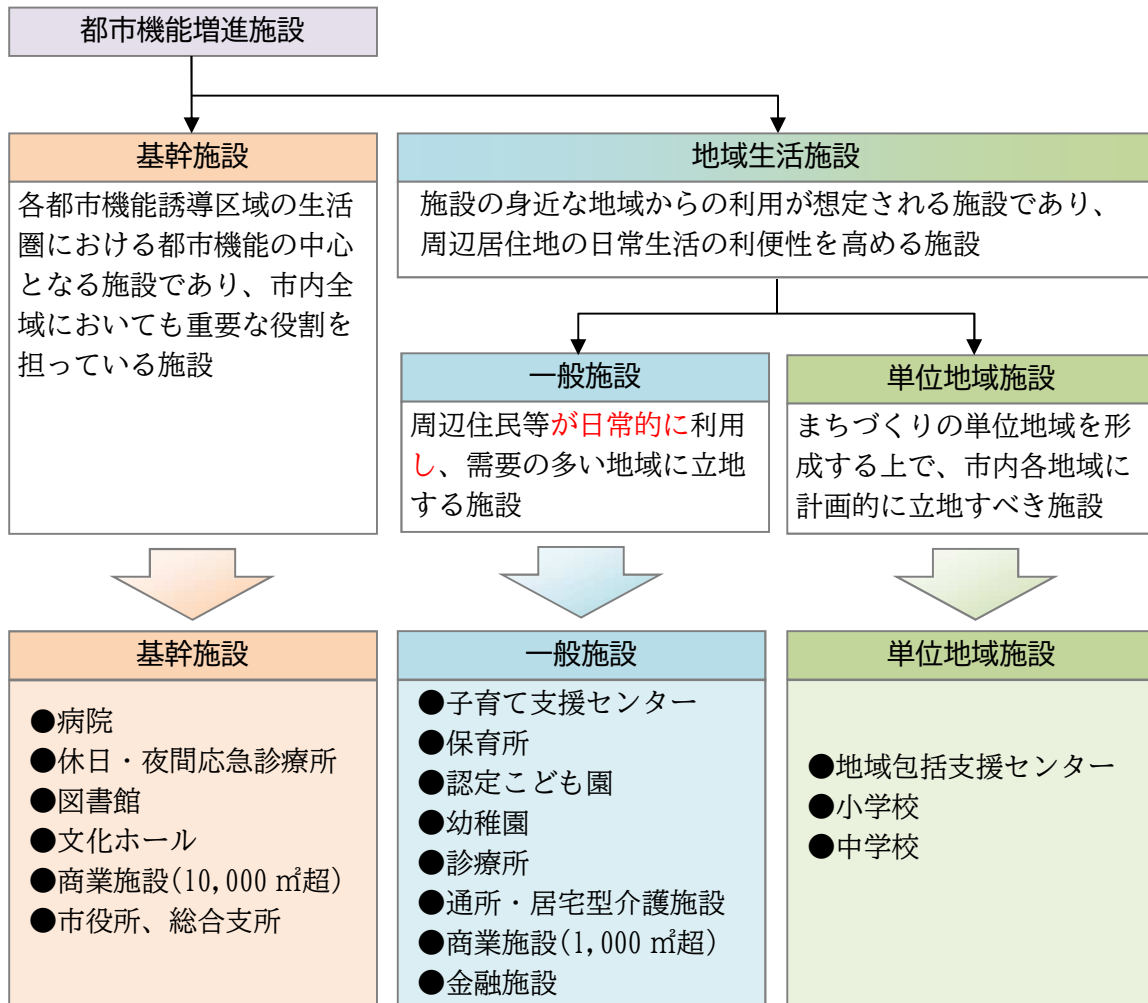 都市機能増進施設
基幹施設
各都市機能誘導区域の生活
圏における都市機能の中心
となる施設であり、市内全
域においても重要な役割を
担っている施設
地域生活施設
施設の身近な地域からの利用が想定される施設であり、
周辺居住地の日常生活の利便性を高める施設
一般施設
周辺住民等が日常的に利用
し、需要の多い地域に立地
する施設
単位地域施設
まちづくりの単位地域を形
成する上で、市内各地域に
計画的に立地すべき施設
基幹施設
●病院
●休日・夜間応急診療所
●図書館
●文化ホール
●商業施設(10,000 ㎡超)
●市役所、総合支所
一般施設
●子育て支援センター
●保育所
●認定こども園
●幼稚園
●診療所
●通所・居宅型介護施設
●商業施設(1,000 ㎡超)
●金融施設
単位地域施設
●地域包括支援センター
●小学校
●中学校